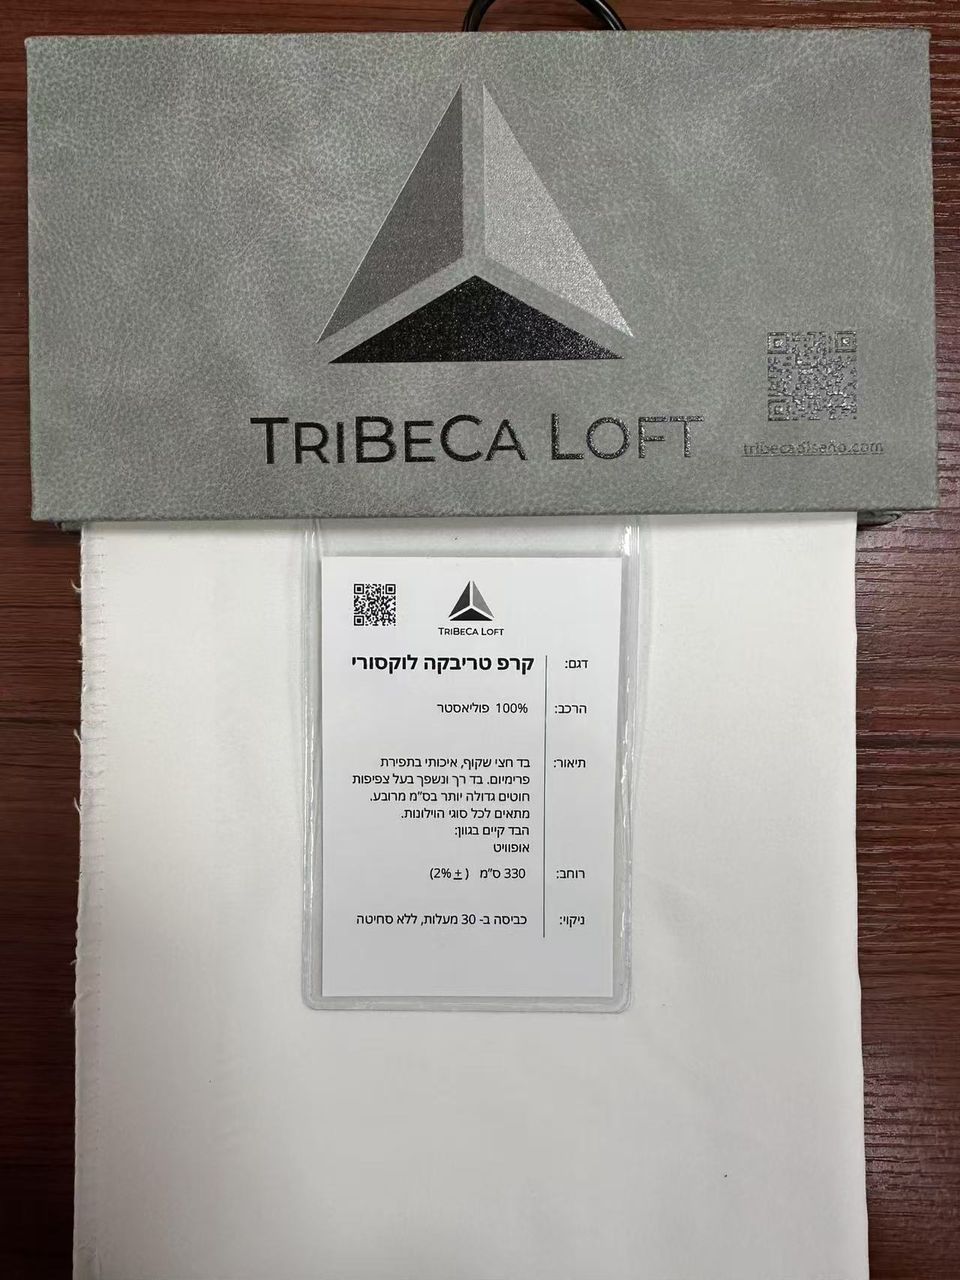 TRIBECA LOFT
tribecadiseño.com
TRIBECA LOFT
דגם: קרפ טריבקה לוקסורי
הרכב: 100% פוליאסטר
תיאור: בד חצי שקוף, איכותי בתפירת
פרימיום. בד רך ונשפך בעל צפיפות
חוטים גדולה יותר בס"מ מרובע.
מתאים לכל סוגי הוילונות.
הבד קיים בגוון:
אופוויט
רוחב: 330 ס"מ (± 2%)
ניקוי: כביסה ב- 30 מעלות, ללא סחיטה